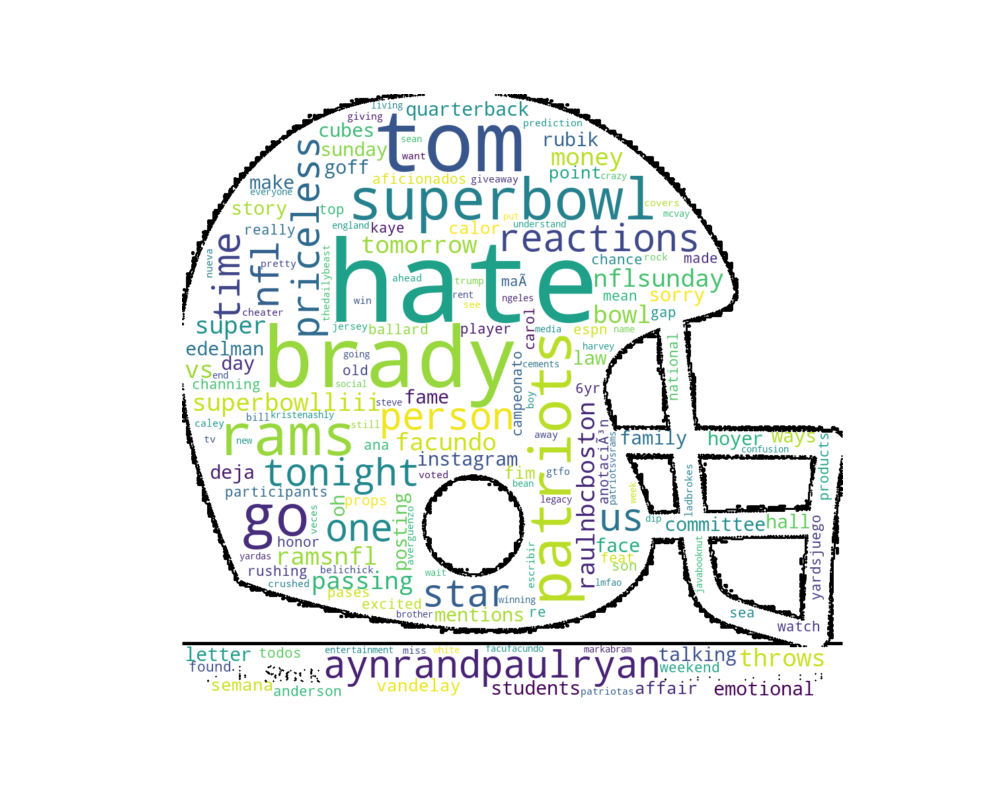 living
quarterback
giving
prediction
cubes
tom
sean
rubik
sunday
want
money
goff
point
crazy
priceless
aficionados
giveaway
make
everyone
superbowl
covers
mcvay
story
top
put
really
england
kaye
calor
understand
reactions
tomorrow
time
nfl
hate
chance
rock
made
nueva
pretty
thedailybeast
ahead
trump
maÃ
nflsunday
win
rent
ngeles
mean
sorry
see
cheater
bowl
gap
super
jersey
ballard
player
carol
media
espn
name
edelman
brady
going
patriots
harvey
law
national
vs
day
old
campeonato
cements
end
channing
social
6yr
superbowlliii
steve
fame
boy
caley
bill
kristenashly
still
person
raulnbcboston
anotaciÃ³n
patriotsvsrams
tv
new
rams
ana
facundo
away
family
hoyer
ways
confusion
products
deja
tonight
instagram
voted
fim
gtfo
bean
participants
oh
props
legacy
week
ladbrokes
go
veces
one
posting
averguenzo
us
dip
committee
hall
honor
yardas
ramsnfl
face
feat
son
yardsjuego
rushing
belichick
wait
escribir
javabooknut
crushed
passing
lmfao
pases
star
winning
excited
brother
mentions
re
sea
watch
letter
todos
entertainment
miss
white
facufacundo
markabram
talking
throws
found
Stock
aynrandpaulryan
weekend
semana
anderson
vandelay
students
patriotas
affair
emotional